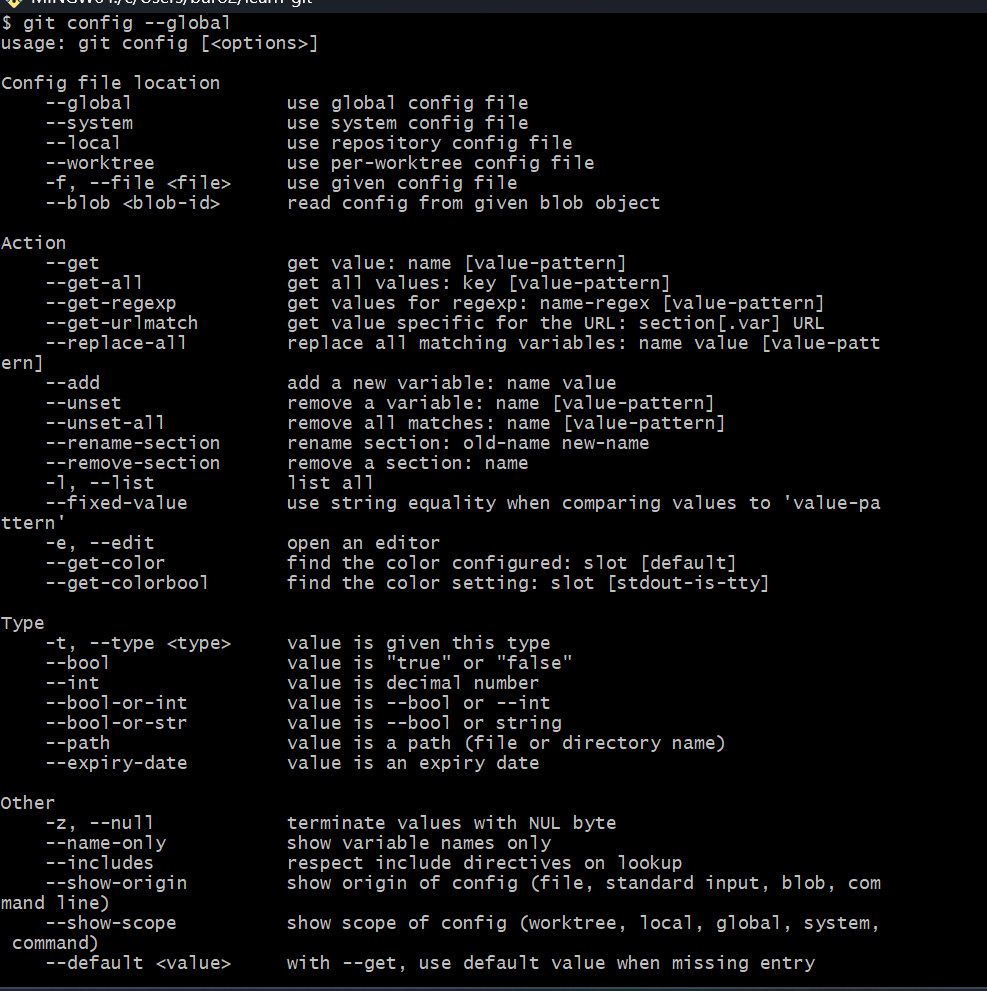 MINGW64:/c/Users/buroz/learn-git
$ git config --global
usage: git config [<options>]

Config file location
    --global              use global config file
    --system              use system config file
    --local               use repository config file
    --worktree            use per-worktree config file
    -f, --file <file>     use given config file
    --blob <blob-id>      read config from given blob object

Action
    --get                 get value: name [value-pattern]
    --get-all             get all values: key [value-pattern]
    --get-regexp          get values for regexp: name-regex [value-pattern]
    --get-urlmatch        get value specific for the URL: section[.var] URL
    --replace-all         replace all matching variables: name value [value-patt
ern]
    --add                 add a new variable: name value
    --unset               remove a variable: name [value-pattern]
    --unset-all           remove all matches: name [value-pattern]
    --rename-section      rename section: old-name new-name
    --remove-section      remove a section: name
    -l, --list            list all
    --fixed-value         use string equality when comparing values to 'value-pa
ttern'
    -e, --edit            open an editor
    --get-color           find the color configured: slot [default]
    --get-colorbool       find the color setting: slot [stdout-is-tty]

Type
    -t, --type <type>     value is given this type
    --bool                value is "true" or "false"
    --int                 value is decimal number
    --bool-or-int         value is --bool or --int
    --bool-or-str         value is --bool or string
    --path                value is a path (file or directory name)
    --expiry-date         value is an expiry date

Other
    -z, --null            terminate values with NUL byte
    --name-only           show variable names only
    --includes            respect include directives on lookup
    --show-origin         show origin of config (file, standard input, blob, com
mand line)
    --show-scope          show scope of config (worktree, local, global, system,
 command)
    --default <value>     with --get, use default value when missing entry